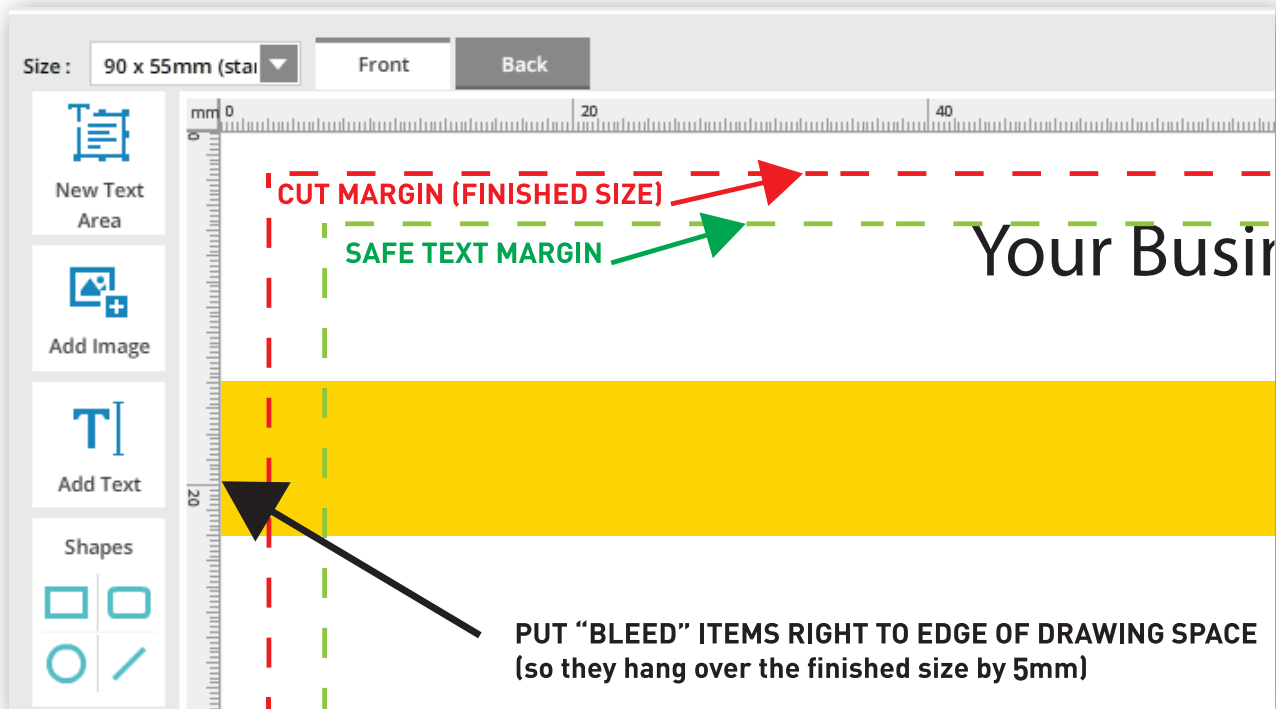 Size :
90 x 55mm (star
Front
Back
mm
0
20
40
0
20
New Text
Area
Add Image
T
Add Text
Shapes
CUT MARGIN (FINISHED SIZE)
SAFE TEXT MARGIN
Your Busin
PUT “BLEED” ITEMS RIGHT TO EDGE OF DRAWING SPACE
(so they hang over the finished size by 5mm)